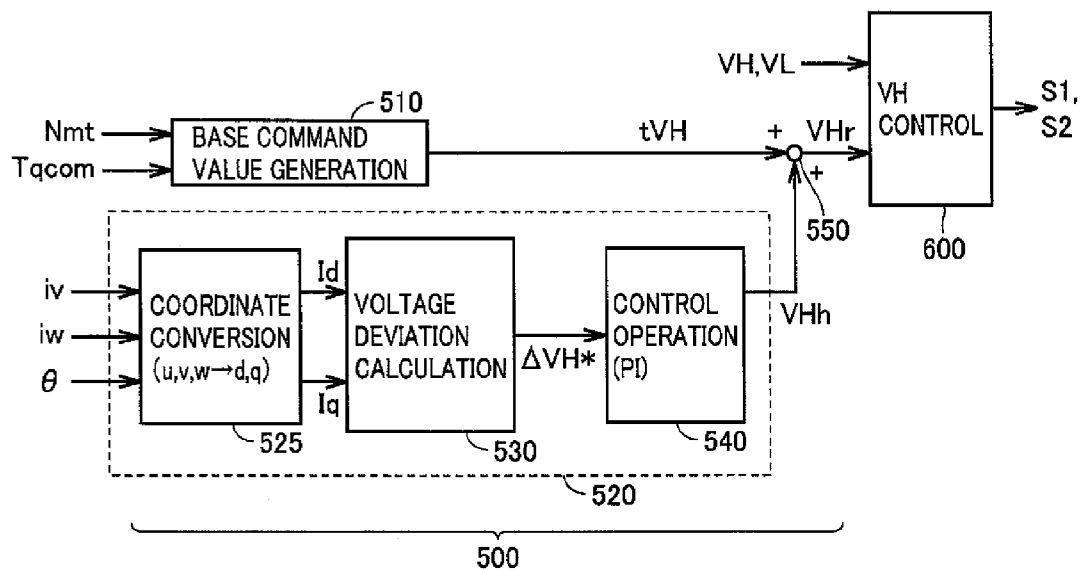 Nmt
Tqcom
510
BASE COMMAND
VALUE GENERATION
tVH
+
+
VHr
550
VH,VL
VH
CONTROL
600
S1,
S2
iv
iw
θ
COORDINATE
CONVERSION
(u,v,w→d,q)
525
Id
Iq
VOLTAGE
DEVIATION
CALCULATION
530
ΔVH*
CONTROL
OPERATION
(PI)
540
VHh
520
500